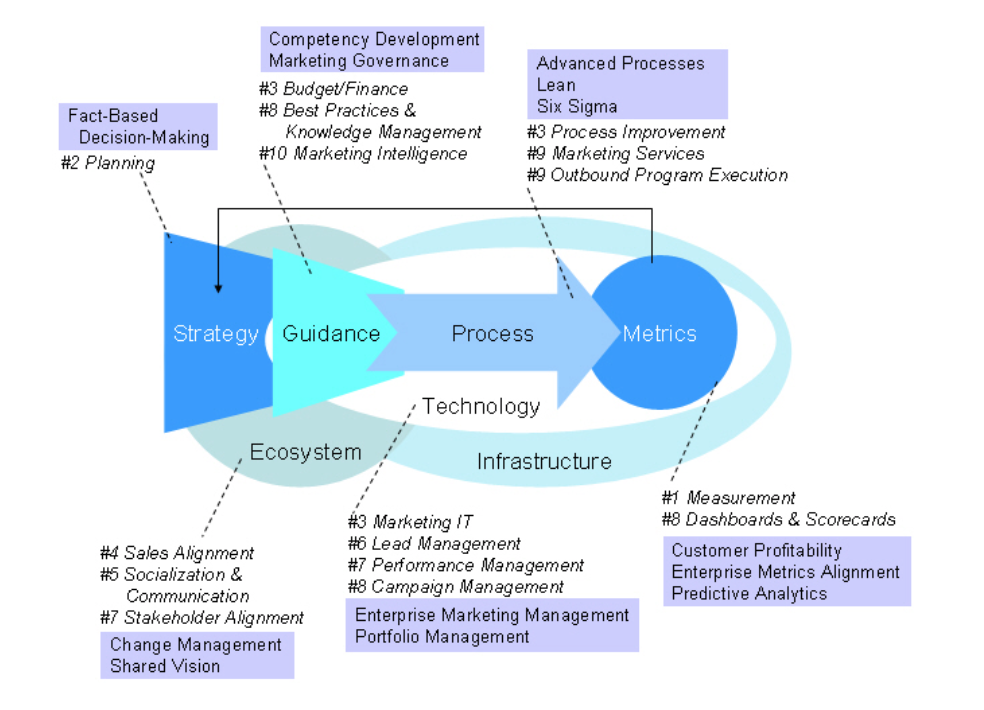 Competency Development
Marketing Governance
#3 Budget/Finance
#8 Best Practices &
Knowledge Management
#10 Marketing Intelligence
Advanced Processes
Lean
Six Sigma
#3 Process Improvement
#9 Marketing Services
#9 Outbound Program Execution
Fact-Based
Decision-Making
#2 Planning
Strategy
Guidance
Process
Metrics
Technology
Ecosystem
Infrastructure
#4 Sales Alignment
#5 Socialization &
Communication
#7 Stakeholder Alignment
Change Management
Shared Vision
#3 Marketing IT
#6 Lead Management
#7 Performance Management
#8 Campaign Management
Enterprise Marketing Management
Portfolio Management
#1 Measurement
#8 Dashboards & Scorecards
Customer Profitability
Enterprise Metrics Alignment
Predictive Analytics